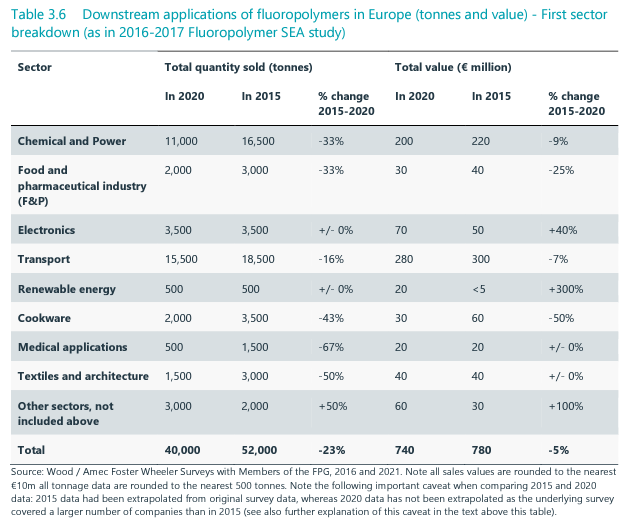 Table 3.6 Downstream applications of fluoropolymers in Europe (tonnes and value) - First sector
breakdown (as in 2016-2017 Fluoropolymer SEA study)
Sector Total quantity sold (tonnes) Total value (€ million)
In 2020 In 2015 % change In 2020 In 2015 % change
2015-2020 2015-2020
Chemical and Power 11,000 16,500 -33% 200 220 -9%
Food and 2,000 3,000 -33% 30 40 -25%
pharmaceutical industry
(F&P)
Electronics 3,500 3,500 +/- 0% 70 50 +40%
Transport 15,500 18,500 -16% 280 300 -7%
Renewable energy 500 500 +/- 0% 20 <5 +300%
Cookware 2,000 3,500 -43% 30 60 -50%
Medical applications 500 1,500 -67% 20 20 +/- 0%
Textiles and architecture 1,500 3,000 -50% 40 40 +/- 0%
Other sectors, not 3,000 2,000 +50% 60 30 +100%
included above
Total 40,000 52,000 -23% 740 780 -5%
Source: Wood / Amec Foster Wheeler Surveys with Members of the FPG, 2016 and 2021. Note all sales values are rounded to the nearest
€10m all tonnage data are rounded to the nearest 500 tonnes. Note the following important caveat when comparing 2015 and 2020
data: 2015 data had been extrapolated from original survey data, whereas 2020 data has not been extrapolated as the underlying survey
covered a larger number of companies than in 2015 (see also further explanation of this caveat in the text above this table).